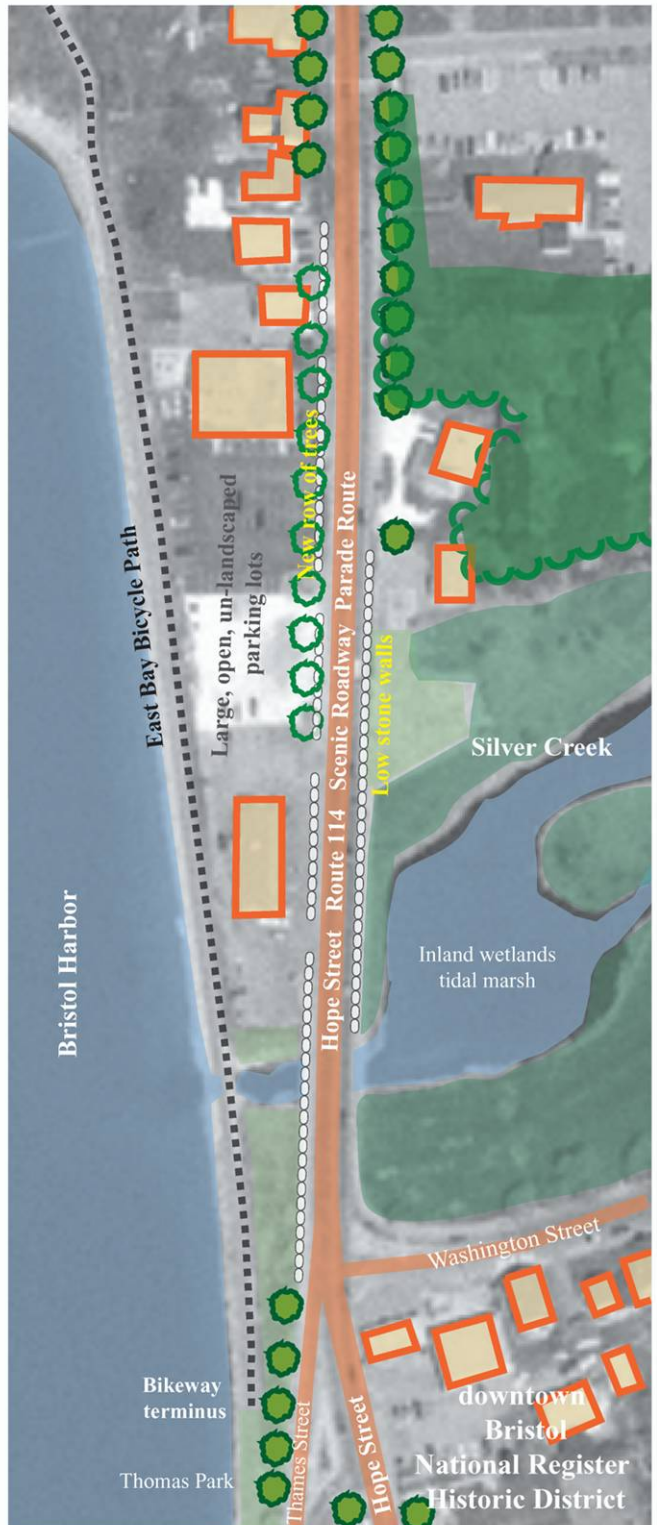 New row of trees
Large, open, un-landscaped
parking lots
East Bay Bicycle Path
Hope Street Route 114 Scenic Roadway Parade Route
Low stone walls
Silver Creek
Bristol Harbor
Inland wetlands
tidal marsh
Washington Street
Bikeway
terminus
Thomas Park
Thames Street
Hope Street
downtown
Bristol
National Register
Historic District